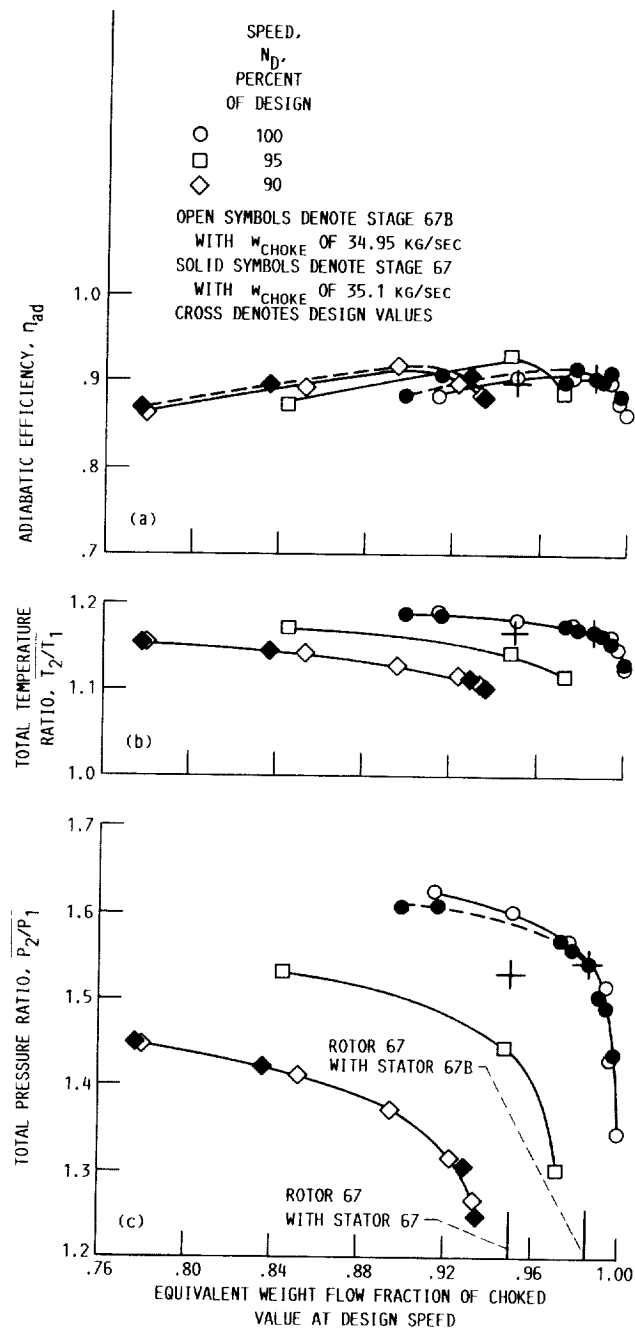 SPEED,
N_D,
PERCENT
OF DESIGN
100
95
90
OPEN SYMBOLS DENOTE STAGE 67B
WITH w_CHOKE OF 34.95 KG/SEC
SOLID SYMBOLS DENOTE STAGE 67
WITH w_CHOKE OF 35.1 KG/SEC
CROSS DENOTES DESIGN VALUES
ADIABATIC EFFICIENCY, η_ad
1.0
.9
.8
.7
(a)
TOTAL TEMPERATURE
RATIO, T_2/T_1
1.2
1.1
1.0
(b)
TOTAL PRESSURE RATIO, P_2/P_1
1.7
1.6
1.5
1.4
1.3
1.2
ROTOR 67
WITH STATOR 67B
ROTOR 67
WITH STATOR 67
(c)
.76 .80 .84 .88 .92 .96 1.00
EQUIVALENT WEIGHT FLOW FRACTION OF CHOKED
VALUE AT DESIGN SPEED